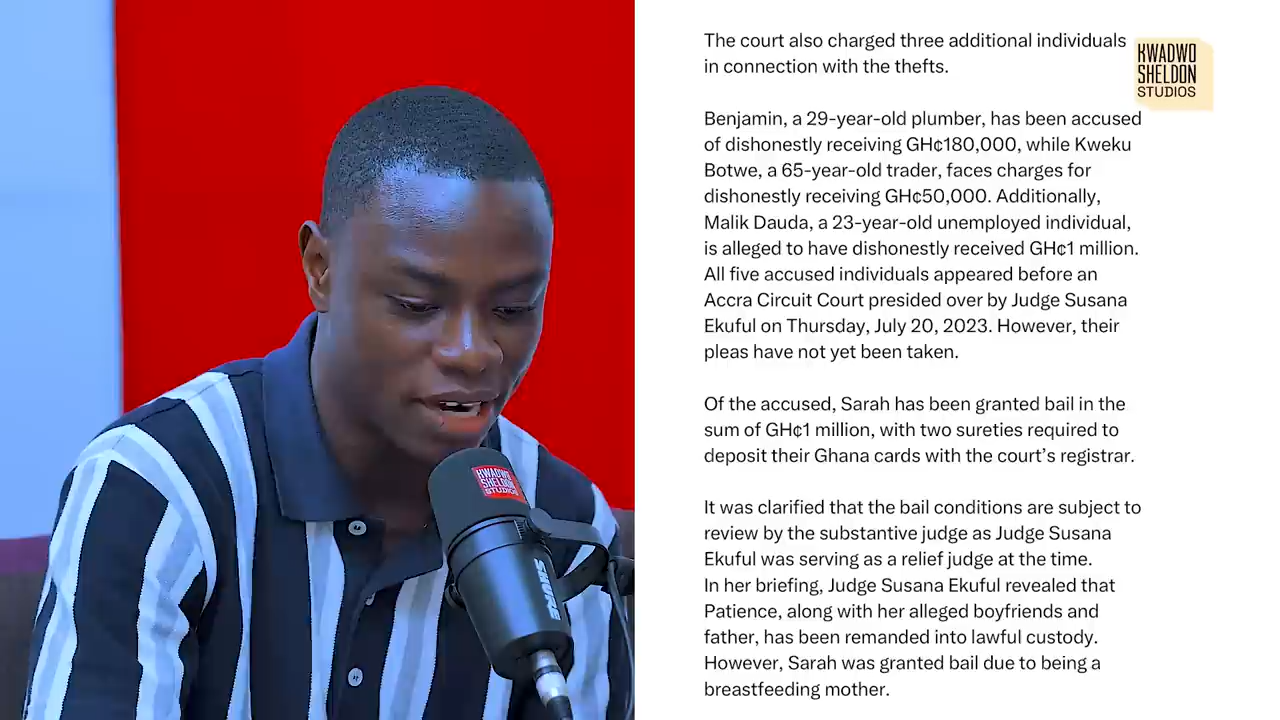 The court also charged three additional individuals
in connection with the thefts.
KWADWO
SHELDON
STUDIOS
Benjamin, a 29-year-old plumber, has been accused
of dishonestly receiving GH¢180,000, while Kweku
Botwe, a 65-year-old trader, faces charges for
dishonestly receiving GH¢50,000. Additionally,
Malik Dauda, a 23-year-old unemployed individual,
is alleged to have dishonestly received GH¢1 million.
All five accused individuals appeared before an
Accra Circuit Court presided over by Judge Susana
Ekuful on Thursday, July 20, 2023. However, their
pleas have not yet been taken.
Of the accused, Sarah has been granted bail in the
sum of GH¢1 million, with two sureties required to
deposit their Ghana cards with the court's registrar.
It was clarified that the bail conditions are subject to
review by the substantive judge as Judge Susana
Ekuful was serving as a relief judge at the time.
In her briefing, Judge Susana Ekuful revealed that
Patience, along with her alleged boyfriends and
father, has been remanded into lawful custody.
However, Sarah was granted bail due to being a
breastfeeding mother.
KWADWO
SHELDON
STUDIOS
SHURE